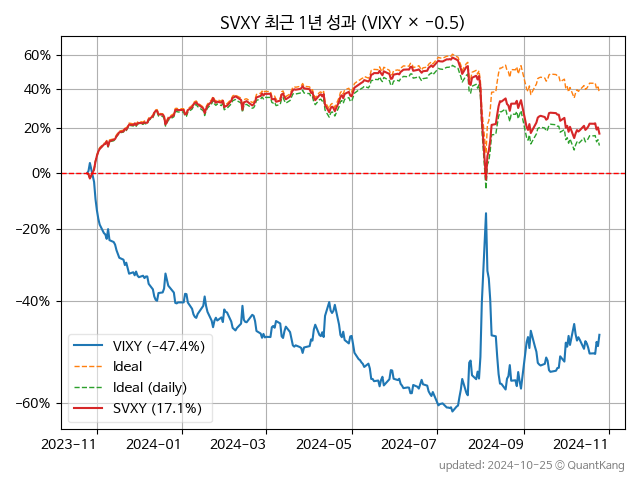 SVXY 최근 1년 성과 (VIXY × −0.5)
60%
40%
20%
0%
−20%
−40%
−60%
VIXY (−47.4%)
Ideal
Ideal (daily)
SVXY (17.1%)
2023-11
2024-01
2024-03
2024-05
2024-07
2024-09
2024-11
updated: 2024-10-25 © QuantKang